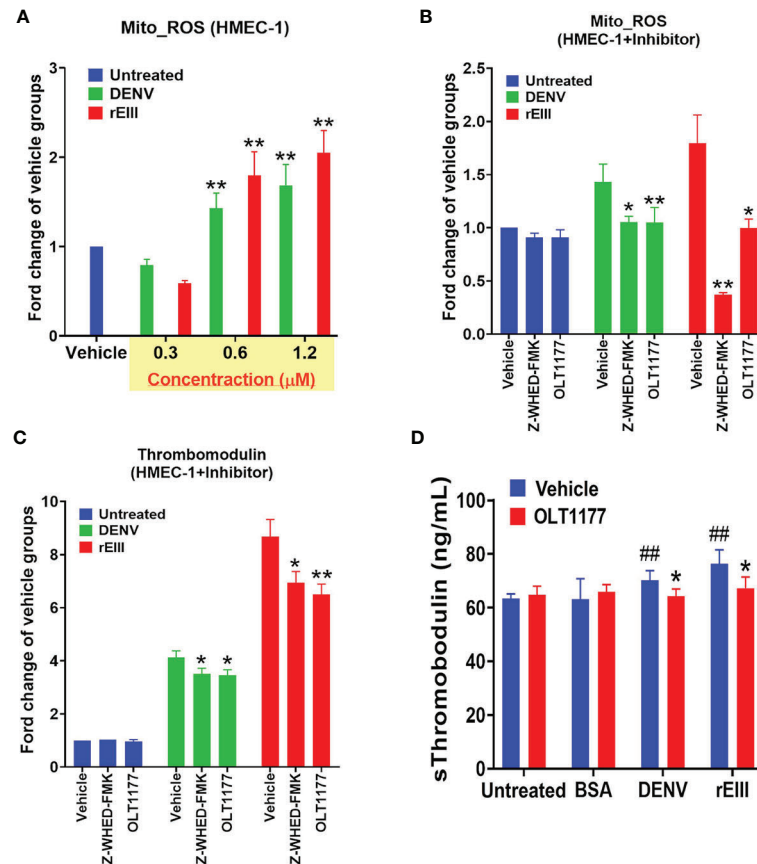 A
Mito_ROS (HMEC-1)
Ford change of vehicle groups
3
2
1
0
Untreated
DENV
rEIII
**
**
**
**
Vehicle
0.3
0.6
1.2
Concentraction (μM)
B
Mito_ROS
(HMEC-1+Inhibitor)
Ford change of vehicle groups
2.5
2.0
1.5
1.0
0.5
0.0
Untreated
DENV
rEIII
*
**
**
*
Vehicle
Z-WHED-FMK
OLT1177
Vehicle
Z-WHED-FMK
OLT1177
Vehicle
Z-WHED-FMK
OLT1177
C
Thrombomodulin
(HMEC-1+Inhibitor)
Ford change of vehicle groups
10
8
6
4
2
0
Untreated
DENV
rEIII
*
*
*
**
Vehicle
Z-WHED-FMK
OLT1177
Vehicle
Z-WHED-FMK
OLT1177
Vehicle
Z-WHED-FMK
OLT1177
D
sThromobodulin (ng/mL)
100
80
60
40
20
0
Vehicle
OLT1177
##
*
##
*
Untreated
BSA
DENV
rEIII